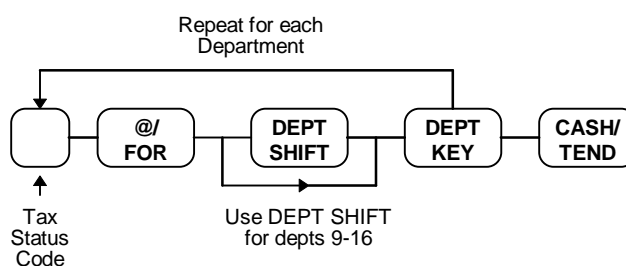 Repeat for each
Department
@/
FOR
DEPT
SHIFT
DEPT
KEY
CASH/
TEND
Tax
Status
Code
Use DEPT SHIFT
for depts 9-16